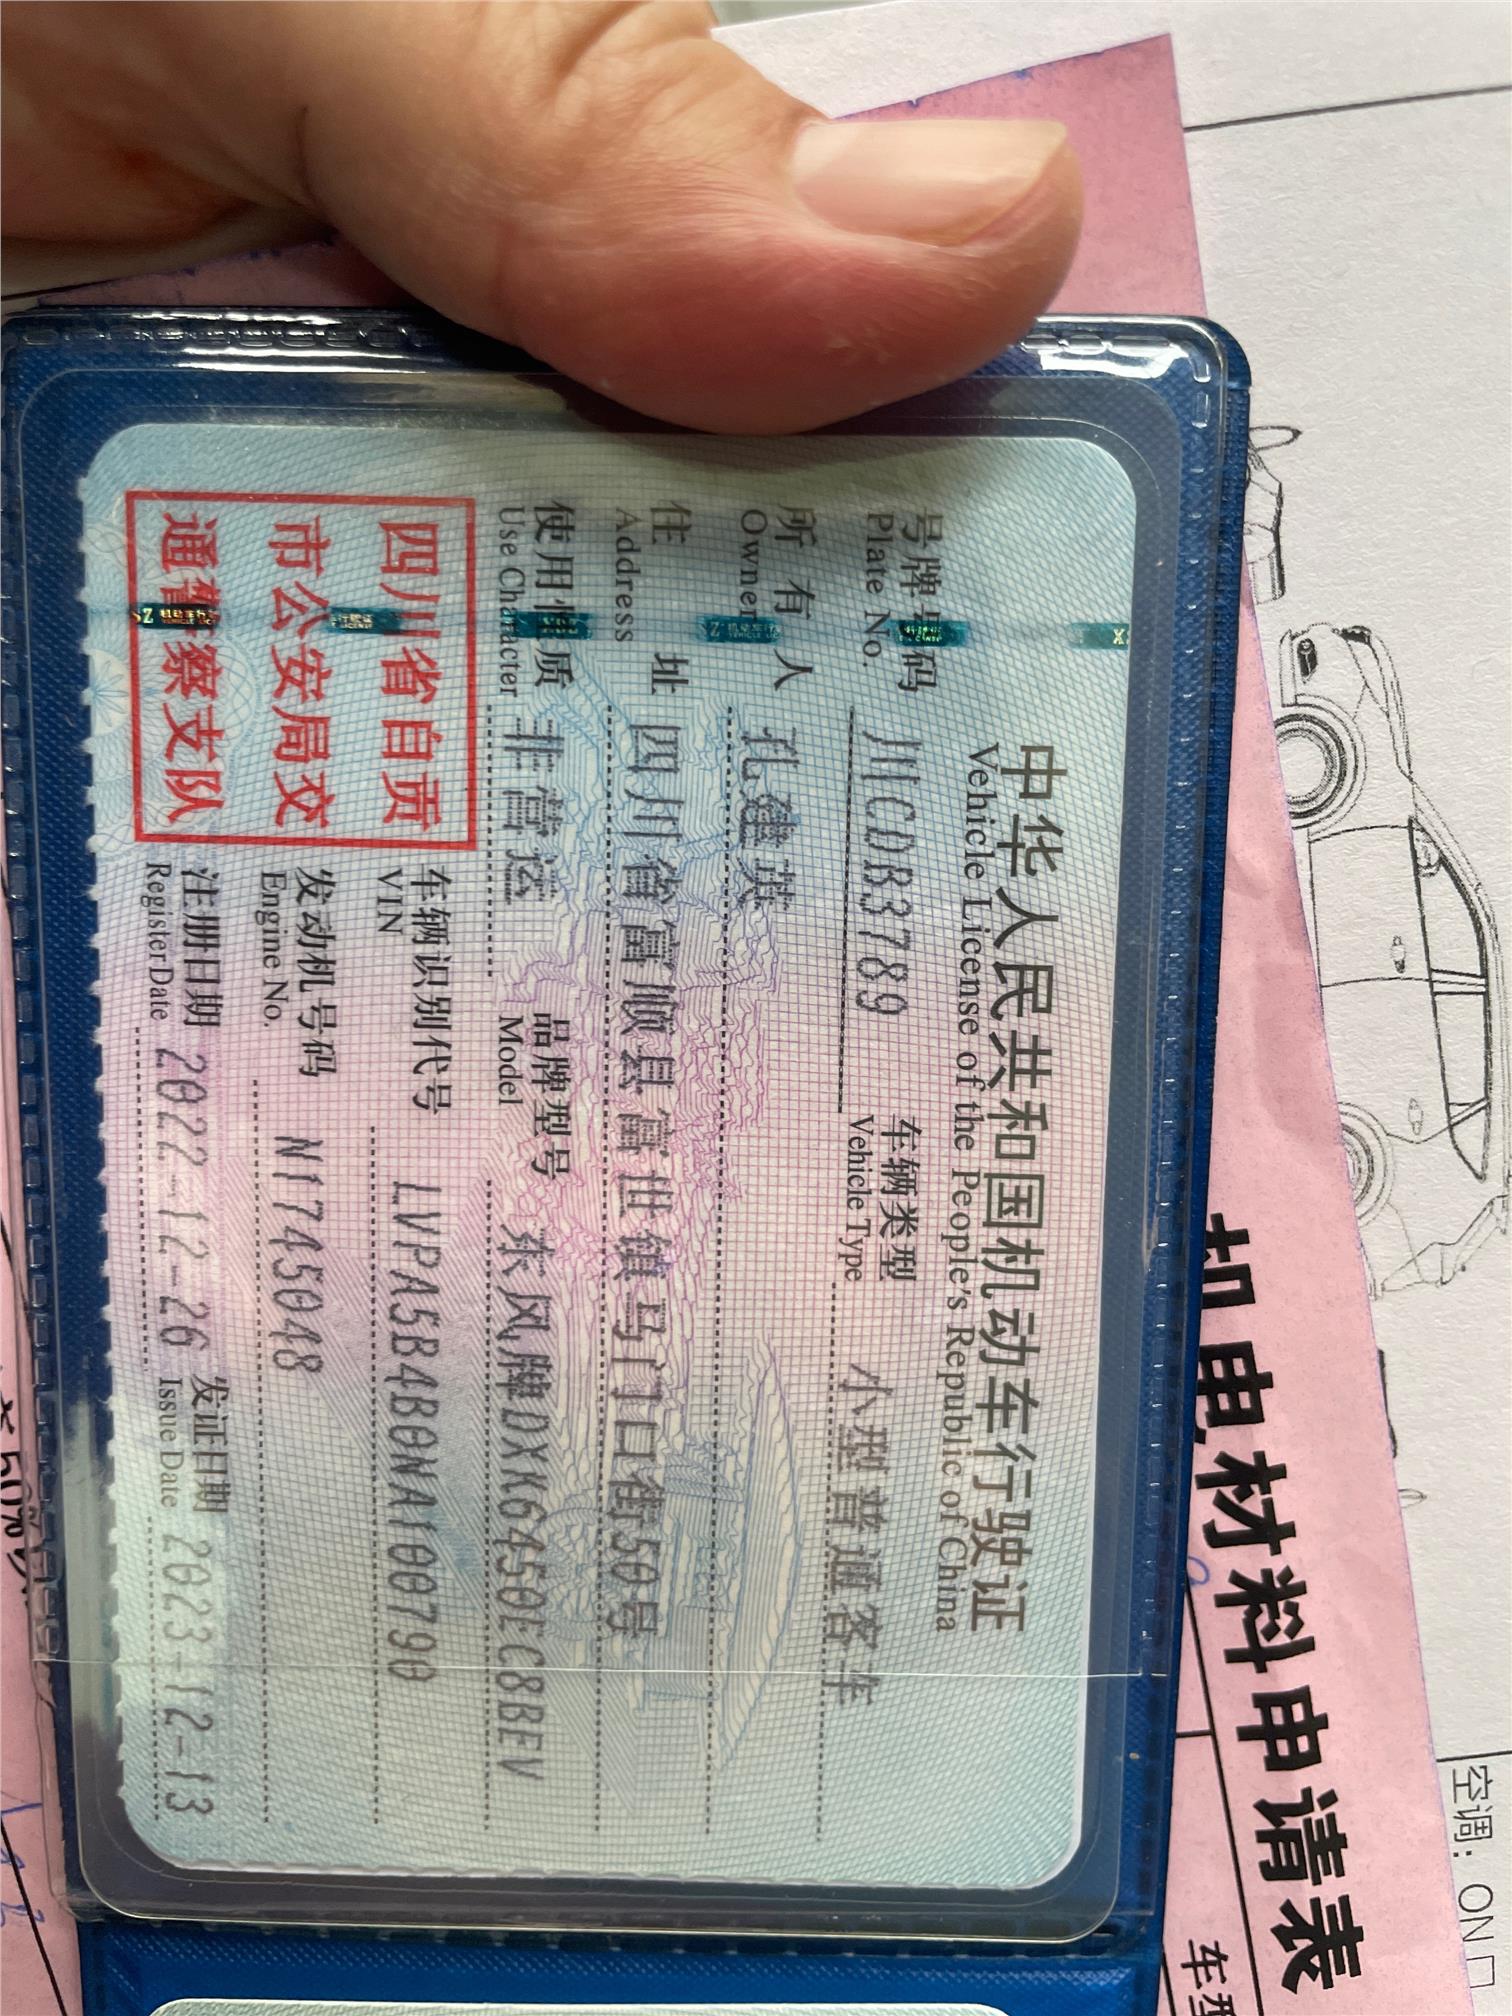 中华人民共和国机动车行驶证
Vehicle License of the People's Republic of China
号牌号码 川CDB3789 车辆类型 小型普通客车
Plate No. Vehicle Type
所有人 孔鑫英
Owner
住址 四川省富顺县富世镇马门口街50号
Address
使用性质 非营运 品牌型号 东风牌DXK6450EC8BEV
Use Character Model
四川省自贡
市公安局交
通警察支队
车辆识别代号 LVPA5B4B0NA100790
VIN
发动机号码 N1745048
Engine No.
注册日期 2022-12-26 发证日期 2023-12-13
Register Date Issue Date
机电材料申请表
车型
空调: ON □